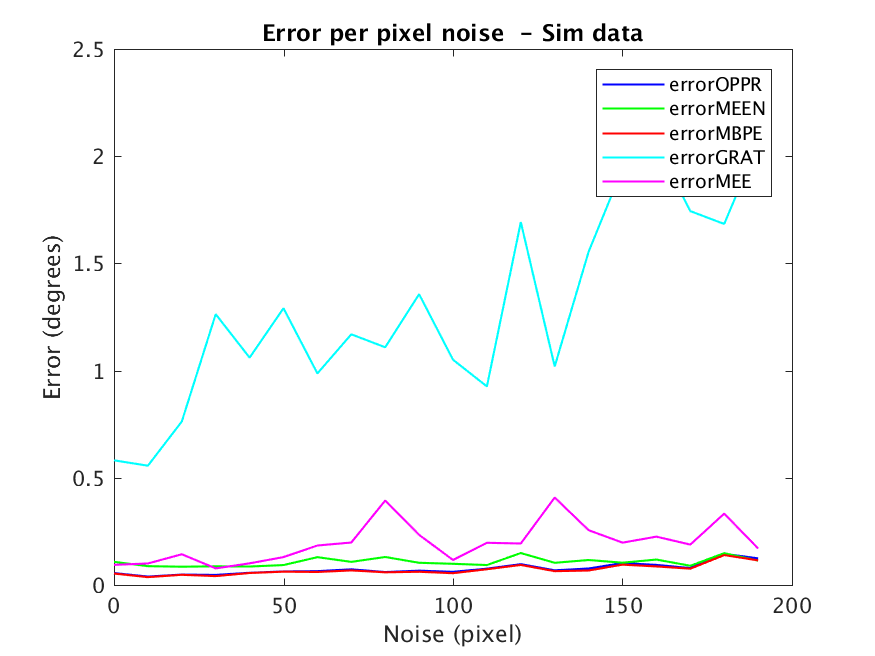 Error per pixel noise - Sim data
2.5
2
1.5
1
0.5
0
0
50
100
150
200
Error (degrees)
Noise (pixel)
errorOPPR
errorMEEN
errorMBPE
errorGRAT
errorMEE